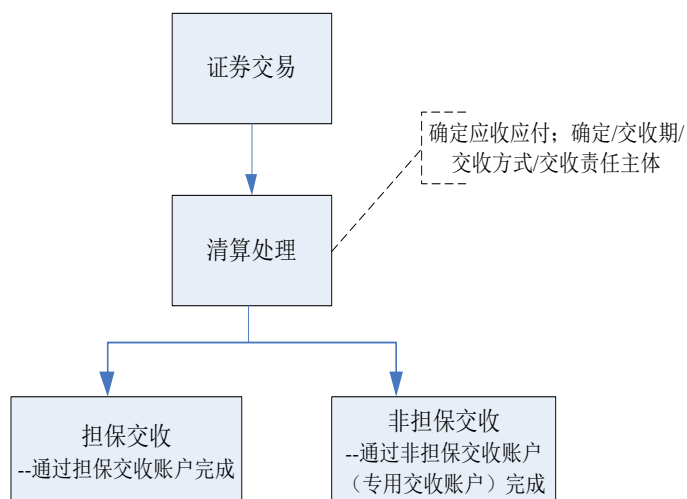 证券交易
确定应收应付；确定/交收期/
交收方式/交收责任主体
清算处理
担保交收
--通过担保交收账户完成
非担保交收
--通过非担保交收账户
（专用交收账户）完成